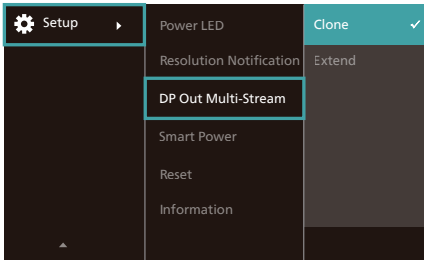 Setup
Power LED
Resolution Notification
DP Out Multi-Stream
Smart Power
Reset
Information
Clone
Extend